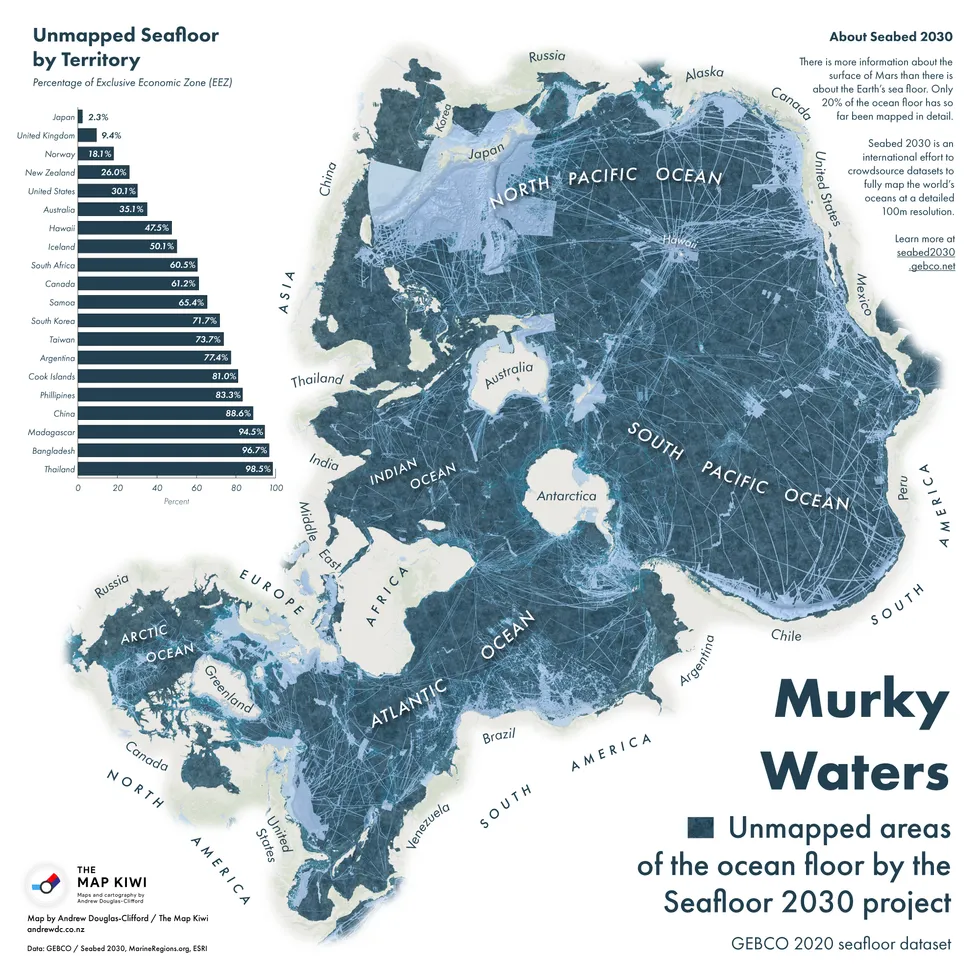 Unmapped Seafloor
by Territory
Percentage of Exclusive Economic Zone (EEZ)
Japan 2.3%
United Kingdom 9.4%
Norway 18.1%
New Zealand 26.0%
United States 30.1%
Australia 35.1%
Hawaii 47.5%
Iceland 50.1%
South Africa 60.5%
Canada 61.2%
Samoa 65.4%
South Korea 71.7%
Taiwan 73.7%
Argentina 77.4%
Cook Islands 81.0%
Phillipines 83.3%
China 88.6%
Madagascar 94.5%
Bangladesh 96.7%
Thailand 98.5%
0 20 40 60 80 100
Percent
About Seabed 2030
There is more information about the
surface of Mars than there is
about the Earth's sea floor. Only
20% of the ocean floor has so
far been mapped in detail.
Seabed 2030 is an
international effort to
crowdsource datasets to
fully map the world's
oceans at a detailed
100m resolution.
Learn more at
seabed2030
.gebco.net
Russia
Alaska
Canada
Korea
Japan
China
United States
NORTH PACIFIC OCEAN
Hawaii
ASIA
Mexico
Thailand
Australia
India
INDIAN
OCEAN
SOUTH PACIFIC OCEAN
Antarctica
Peru
SOUTH AMERICA
Middle East
AFRICA
EUROPE
Russia
ARCTIC
OCEAN
Greenland
Chile
Argentina
ATLANTIC OCEAN
Brazil
SOUTH AMERICA
Canada
NORTH AMERICA
United
States
Venezuela
Murky
Waters
Unmapped areas
of the ocean floor by the
Seafloor 2030 project
GEBCO 2020 seafloor dataset
THE
MAP KIWI
Maps and cartography by
Andrew Douglas-Clifford
Map by Andrew Douglas-Clifford / The Map Kiwi
andrewdc.co.nz
Data: GEBCO / Seabed 2030, MarineRegions.org, ESRI